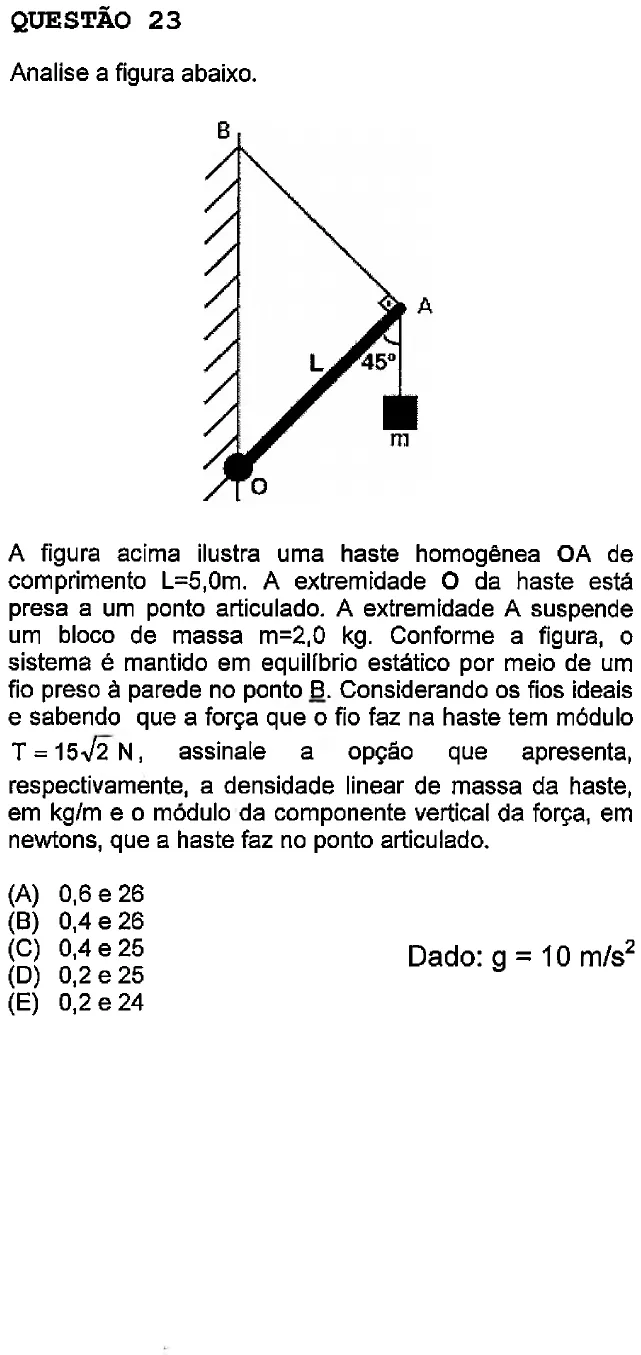 QUESTÃO 23
Analise a figura abaixo.
B
A
L
45º
m
O
A figura acima ilustra uma haste homogênea OA de
comprimento L=5,0m. A extremidade O da haste está
presa a um ponto articulado. A extremidade A suspende
um bloco de massa m=2,0 kg. Conforme a figura, o
sistema é mantido em equilíbrio estático por meio de um
fio preso à parede no ponto B. Considerando os fios ideais
e sabendo que a força que o fio faz na haste tem módulo
T = 15√2 N, assinale a opção que apresenta,
respectivamente, a densidade linear de massa da haste,
em kg/m e o módulo da componente vertical da força, em
newtons, que a haste faz no ponto articulado.
(A) 0,6 e 26
(B) 0,4 e 26
(C) 0,4 e 25
(D) 0,2 e 25
(E) 0,2 e 24
Dado: g = 10 m/s²